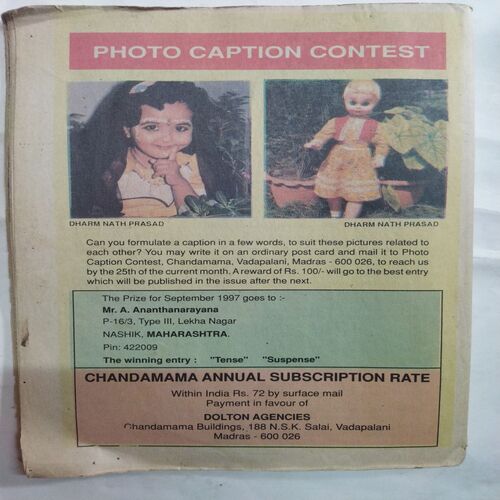 PHOTO CAPTION CONTEST
DHARM NATH PRASAD
DHARM NATH PRASAD
Can you formulate a caption in a few words, to suit these pictures related to
each other? You may write it on an ordinary post card and mail it to Photo
Caption Contest, Chandamama, Vadapalani, Madras - 600 026, to reach us
by the 25th of the current month. A reward of Rs. 100/- will go to the best entry
which will be published in the issue after the next.
The Prize for September 1997 goes to :-
Mr. A. Ananthanarayana
P-16/3, Type III, Lekha Nagar
NASHIK, MAHARASHTRA.
Pin: 422009
The winning entry : "Tense" "Suspense"
CHANDAMAMA ANNUAL SUBSCRIPTION RATE
Within India Rs. 72 by surface mail
Payment in favour of
DOLTON AGENCIES
Chandamama Buildings, 188 N.S.K. Salai, Vadapalani
Madras - 600 026